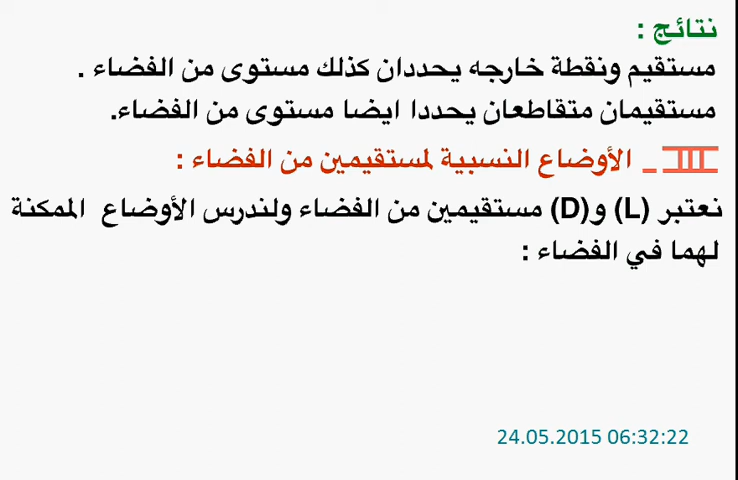 نتائج :
مستقيم ونقطة خارجه يحددان كذلك مستوى من الفضاء .
مستقيمان متقاطعان يحددا ايضا مستوى من الفضاء.
III _ الأوضاع النسبية لمستقيمين من الفضاء :
نعتبر (L) و(D) مستقيمين من الفضاء ولندرس الأوضاع الممكنة
لهما في الفضاء :
24.05.2015 06:32:22